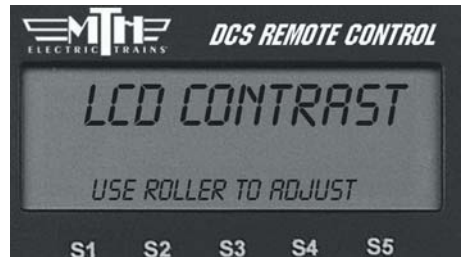 MTH DCS REMOTE CONTROL
ELECTRIC TRAINS
LCD CONTRAST
USE ROLLER TO ADJUST
S1 S2 S3 S4 S5